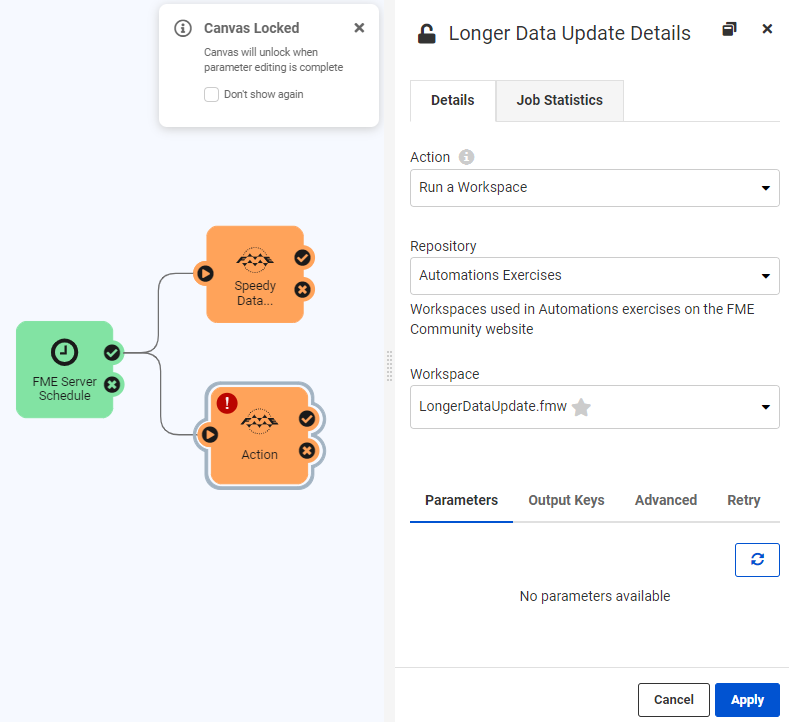 Canvas Locked
Canvas will unlock when
parameter editing is complete
Don't show again
FME Server
Schedule
Speedy
Data...
Action
Longer Data Update Details
Details
Job Statistics
Action
Run a Workspace
Repository
Automations Exercises
Workspaces used in Automations exercises on the FME
Community website
Workspace
LongerDataUpdate.fmw
Parameters
Output Keys
Advanced
Retry
No parameters available
Cancel
Apply